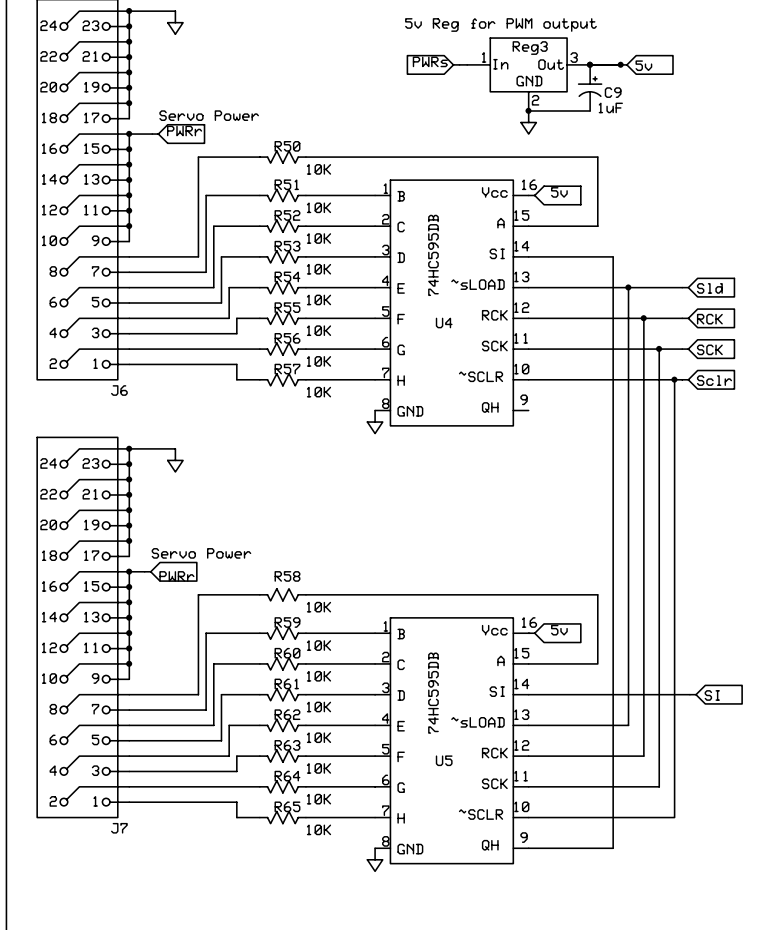 5v Reg for PWM output
Reg3
PWRs 1 In Out 3 5v
GND
2
+
C9
1uF
24 23
22 21
20 19
18 17
Servo Power
PWRr
16 15
14 13
12 11
10 9
8 7
6 5
4 3
2 1
J6
R50
10K
R51
10K
R52
10K
R53
10K
R54
10K
R55
10K
R56
10K
R57
10K
74HC595DB
U4
1 B
2 C
3 D
4 E
5 F
6 G
7 H
8 GND
Vcc 16 5v
A 15
SI 14
~sLOAD 13 Sld
RCK 12 RCK
SCK 11 SCK
~SCLR 10 Sclr
QH 9
24 23
22 21
20 19
18 17
Servo Power
PWRr
16 15
14 13
12 11
10 9
8 7
6 5
4 3
2 1
J7
R58
10K
R59
10K
R60
10K
R61
10K
R62
10K
R63
10K
R64
10K
R65
10K
74HC595DB
U5
1 B
2 C
3 D
4 E
5 F
6 G
7 H
8 GND
Vcc 16 5v
A 15
SI 14 SI
~sLOAD 13
RCK 12
SCK 11
~SCLR 10
QH 9